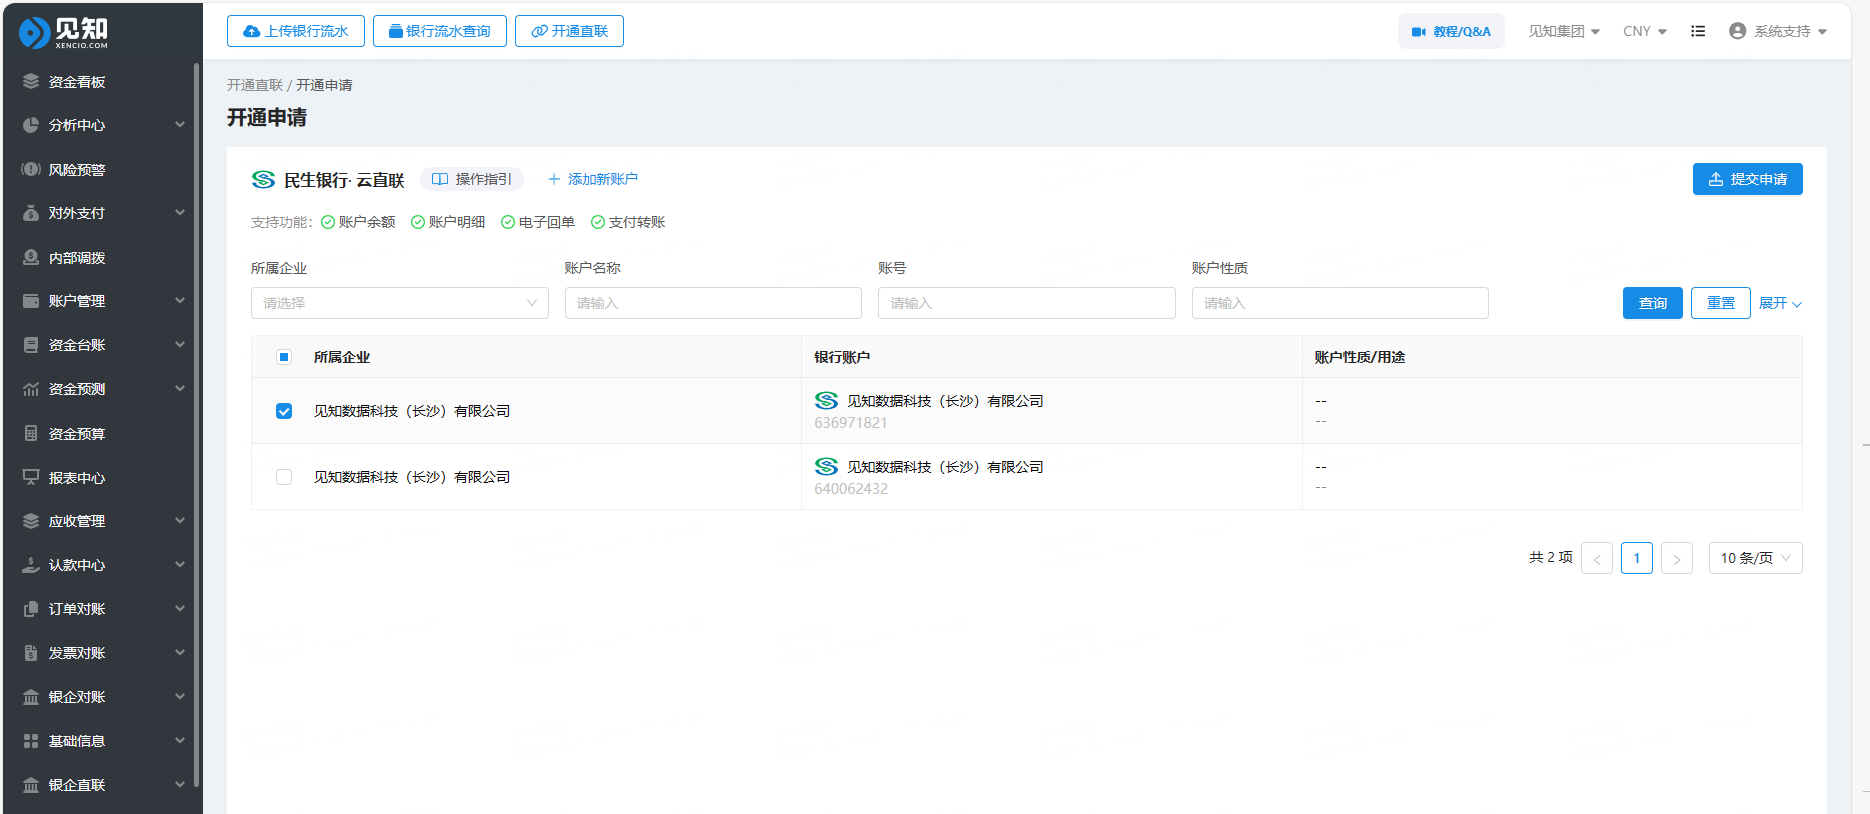 见知
XENCIO.COM
资金看板
分析中心
风险预警
对外支付
内部调拨
账户管理
资金台账
资金预测
资金预算
报表中心
应收管理
认款中心
订单对账
发票对账
银企对账
基础信息
银企直联
上传银行流水 银行流水查询 开通直联
教程/Q&A 见知集团 CNY 系统支持
开通直联 / 开通申请
开通申请
民生银行· 云直联 操作指引 添加新账户 提交申请
支持功能: 账户余额 账户明细 电子回单 支付转账
所属企业 账户名称 账号 账户性质
请选择 请输入 请输入 请输入 查询 重置 展开
所属企业 银行账户 账户性质/用途
见知数据科技（长沙）有限公司 见知数据科技（长沙）有限公司 --
636971821 --
见知数据科技（长沙）有限公司 见知数据科技（长沙）有限公司 --
640062432 --
共 2 项 < 1 > 10 条/页